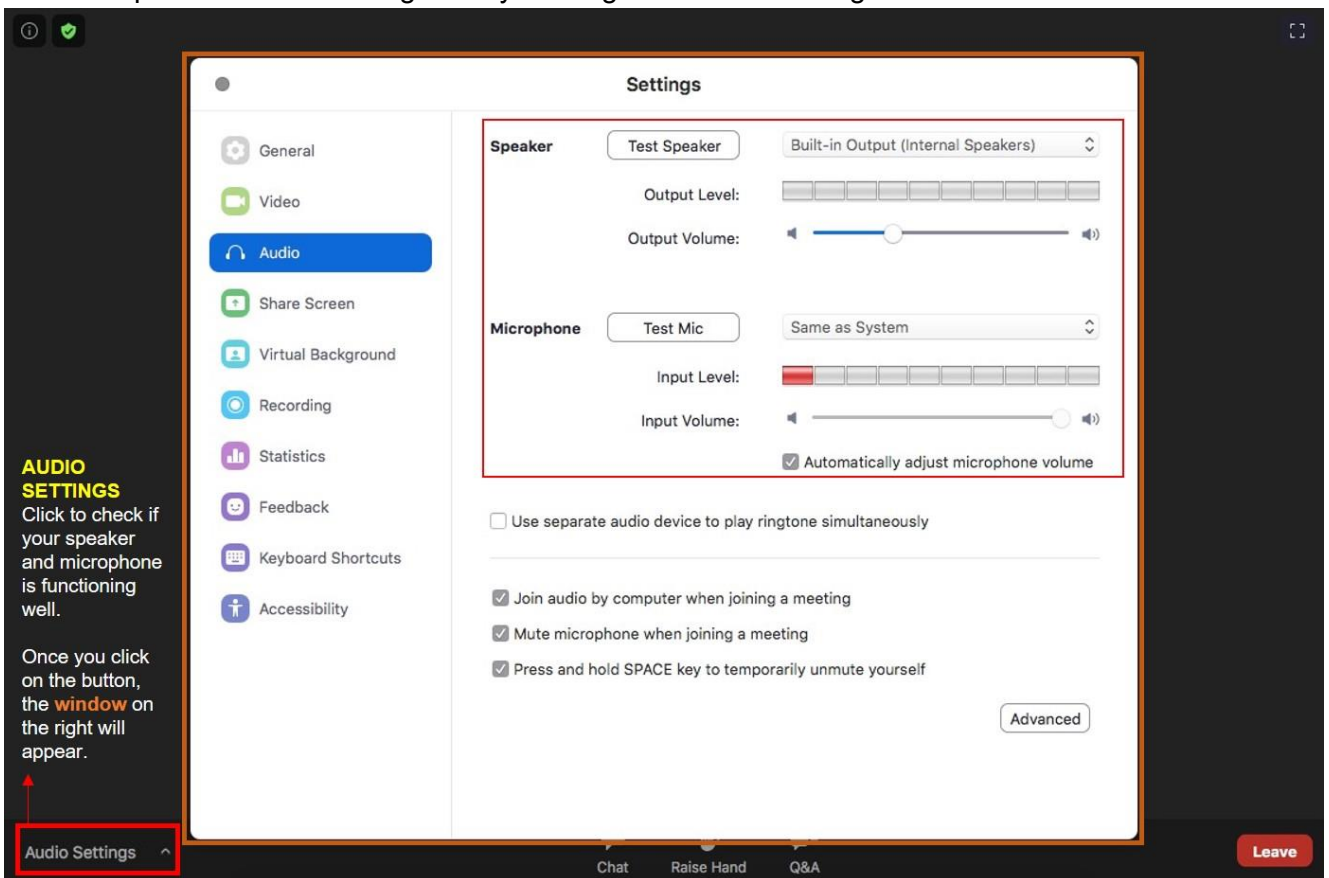 Settings
General
Video
Audio
Share Screen
Virtual Background
Recording
Statistics
Feedback
Keyboard Shortcuts
Accessibility
Speaker Test Speaker Built-in Output (Internal Speakers)
Output Level:
Output Volume:
Microphone Test Mic Same as System
Input Level:
Input Volume:
Automatically adjust microphone volume
Use separate audio device to play ringtone simultaneously
Join audio by computer when joining a meeting
Mute microphone when joining a meeting
Press and hold SPACE key to temporarily unmute yourself
Advanced
AUDIO
SETTINGS
Click to check if
your speaker
and microphone
is functioning
well.
Once you click
on the button,
the window on
the right will
appear.
Audio Settings
Chat Raise Hand Q&A
Leave